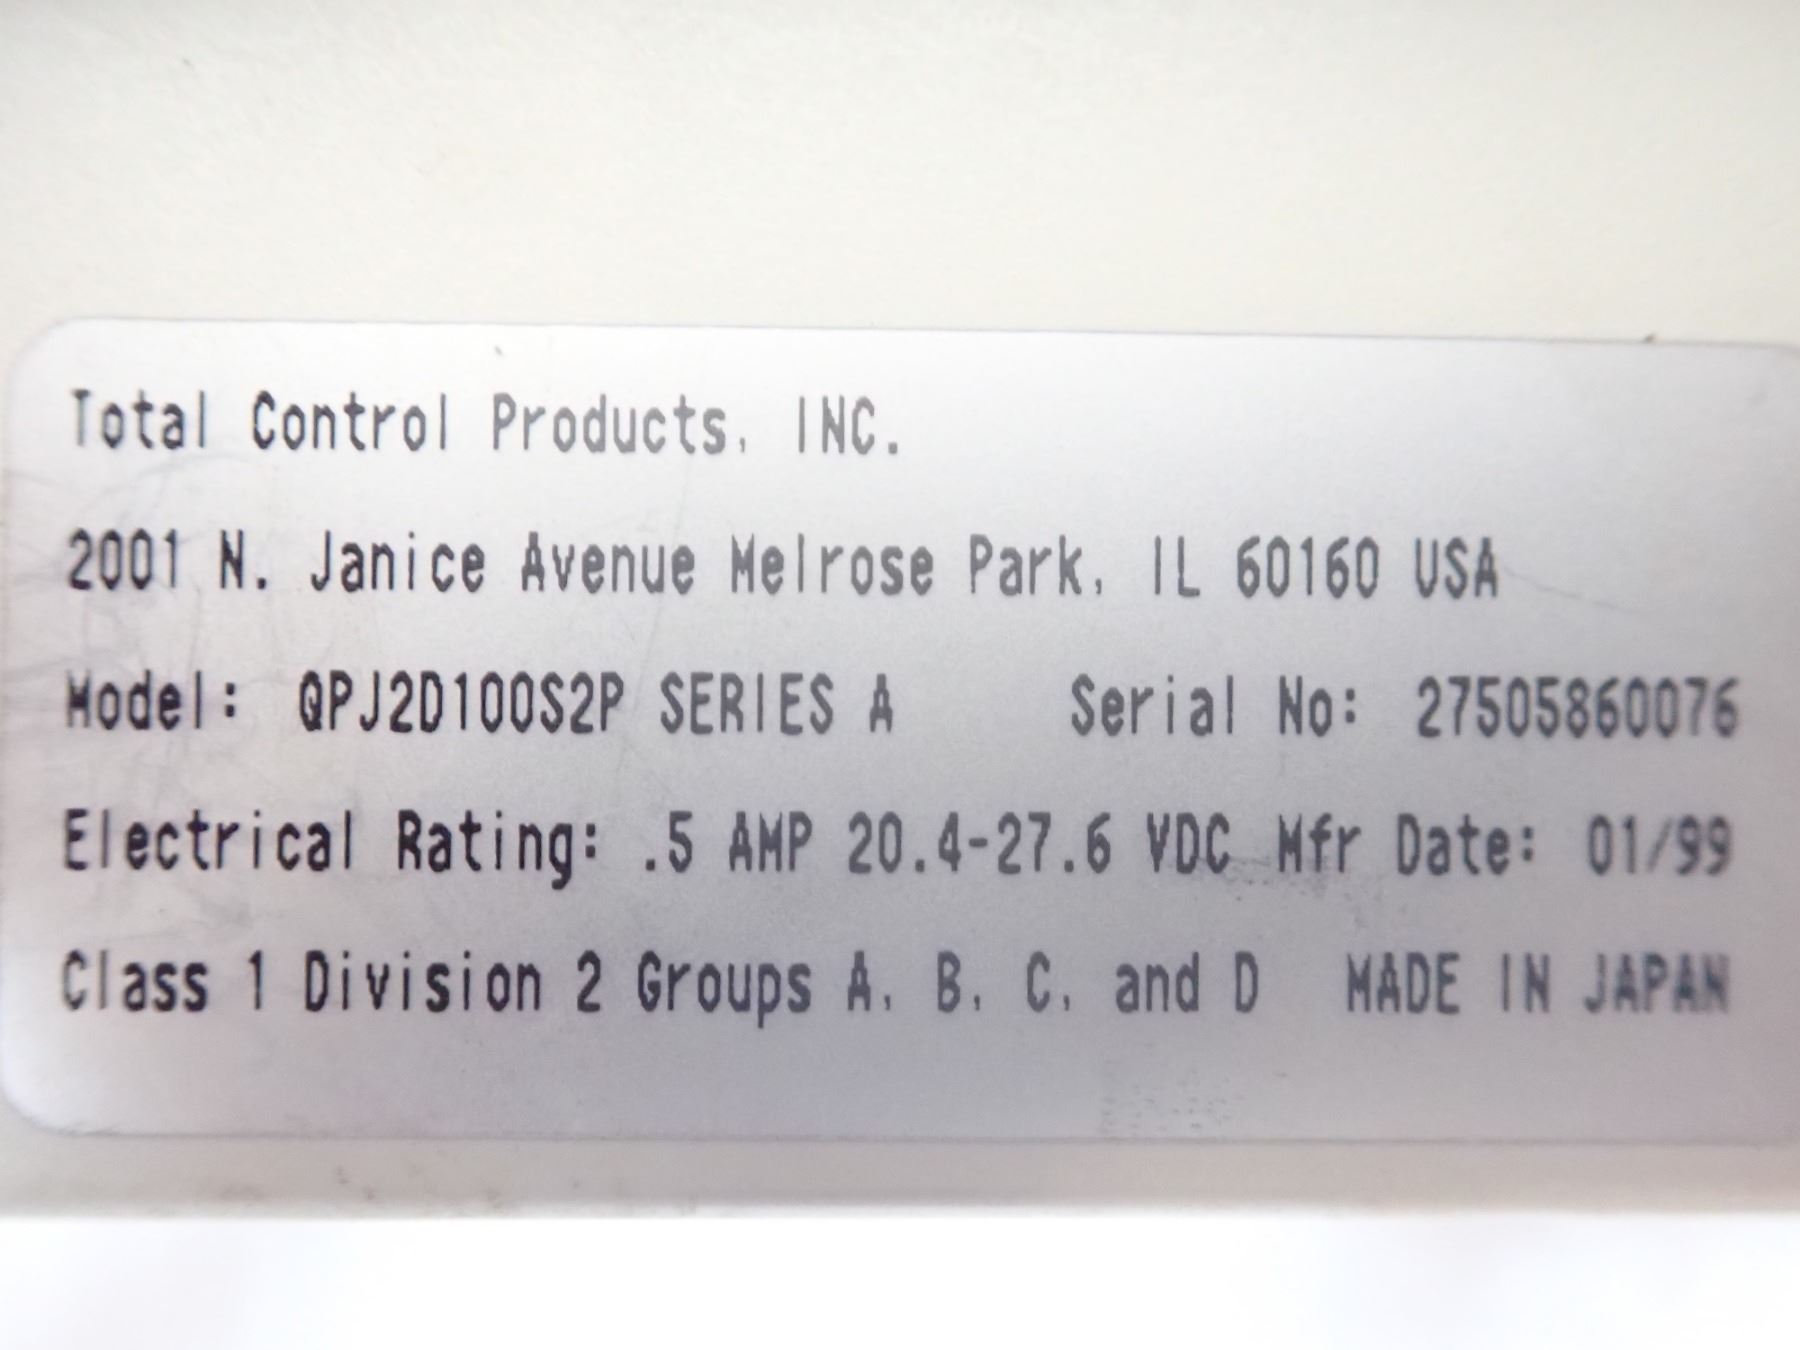 Total Control Products, INC.
2001 N. Janice Avenue Melrose Park, IL 60160 USA
Model: QPJ2D100S2P SERIES A Serial No: 27505860076
Electrical Rating: .5 AMP 20.4-27.6 VDC Mfr Date: 01/99
Class 1 Division 2 Groups A, B, C, and D MADE IN JAPAN